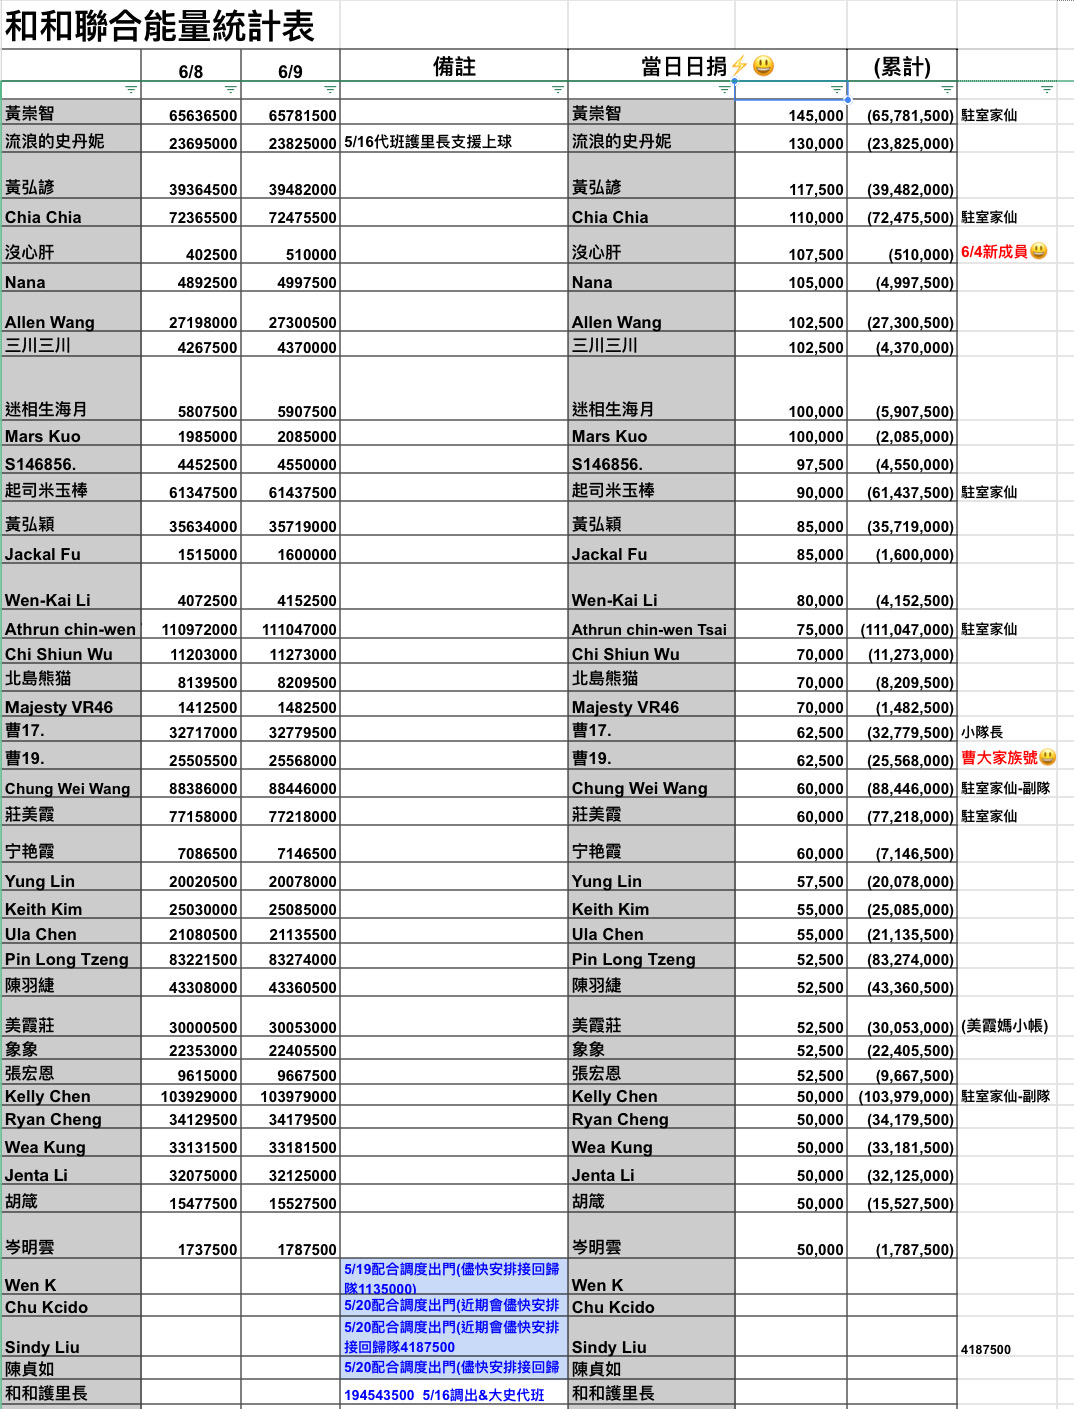 和和聯合能量統計表
6/8 6/9 備註 當日日捐⚡😃 (累計)
黃崇智 65636500 65781500 黃崇智 145,000 (65,781,500) 駐室家仙
流浪的史丹妮 23695000 23825000 5/16代班護里長支援上球 流浪的史丹妮 130,000 (23,825,000)
黃弘諺 39364500 39482000 黃弘諺 117,500 (39,482,000)
Chia Chia 72365500 72475500 Chia Chia 110,000 (72,475,500) 駐室家仙
沒心肝 402500 510000 沒心肝 107,500 (510,000) 6/4新成員😃
Nana 4892500 4997500 Nana 105,000 (4,997,500)
Allen Wang 27198000 27300500 Allen Wang 102,500 (27,300,500)
三川三川 4267500 4370000 三川三川 102,500 (4,370,000)
迷相生海月 5807500 5907500 迷相生海月 100,000 (5,907,500)
Mars Kuo 1985000 2085000 Mars Kuo 100,000 (2,085,000)
S146856. 4452500 4550000 S146856. 97,500 (4,550,000)
起司米玉棒 61347500 61437500 起司米玉棒 90,000 (61,437,500) 駐室家仙
黃弘穎 35634000 35719000 黃弘穎 85,000 (35,719,000)
Jackal Fu 1515000 1600000 Jackal Fu 85,000 (1,600,000)
Wen-Kai Li 4072500 4152500 Wen-Kai Li 80,000 (4,152,500)
Athrun chin-wen 110972000 111047000 Athrun chin-wen Tsai 75,000 (111,047,000) 駐室家仙
Chi Shiun Wu 11203000 11273000 Chi Shiun Wu 70,000 (11,273,000)
北島熊猫 8139500 8209500 北島熊猫 70,000 (8,209,500)
Majesty VR46 1412500 1482500 Majesty VR46 70,000 (1,482,500)
曹17. 32717000 32779500 曹17. 62,500 (32,779,500) 小隊長
曹19. 25505500 25568000 曹19. 62,500 (25,568,000) 曹大家族號😃
Chung Wei Wang 88386000 88446000 Chung Wei Wang 60,000 (88,446,000) 駐室家仙-副隊
莊美霞 77158000 77218000 莊美霞 60,000 (77,218,000) 駐室家仙
宁艳霞 7086500 7146500 宁艳霞 60,000 (7,146,500)
Yung Lin 20020500 20078000 Yung Lin 57,500 (20,078,000)
Keith Kim 25030000 25085000 Keith Kim 55,000 (25,085,000)
Ula Chen 21080500 21135500 Ula Chen 55,000 (21,135,500)
Pin Long Tzeng 83221500 83274000 Pin Long Tzeng 52,500 (83,274,000)
陳羽緁 43308000 43360500 陳羽緁 52,500 (43,360,500)
美霞莊 30000500 30053000 美霞莊 52,500 (30,053,000) (美霞媽小帳)
象象 22353000 22405500 象象 52,500 (22,405,500)
張宏恩 9615000 9667500 張宏恩 52,500 (9,667,500)
Kelly Chen 103929000 103979000 Kelly Chen 50,000 (103,979,000) 駐室家仙-副隊
Ryan Cheng 34129500 34179500 Ryan Cheng 50,000 (34,179,500)
Wea Kung 33131500 33181500 Wea Kung 50,000 (33,181,500)
Jenta Li 32075000 32125000 Jenta Li 50,000 (32,125,000)
胡箴 15477500 15527500 胡箴 50,000 (15,527,500)
岑明雲 1737500 1787500 岑明雲 50,000 (1,787,500)
5/19配合調度出門(儘快安排接回歸
Wen K 隊1135000) Wen K
Chu Kcido 5/20配合調度出門(近期會儘快安排 Chu Kcido
5/20配合調度出門(近期會儘快安排
Sindy Liu 接回歸隊4187500 Sindy Liu 4187500
陳貞如 5/20配合調度出門(儘快安排接回歸 陳貞如
和和護里長 194543500 5/16調出&大史代班 和和護里長